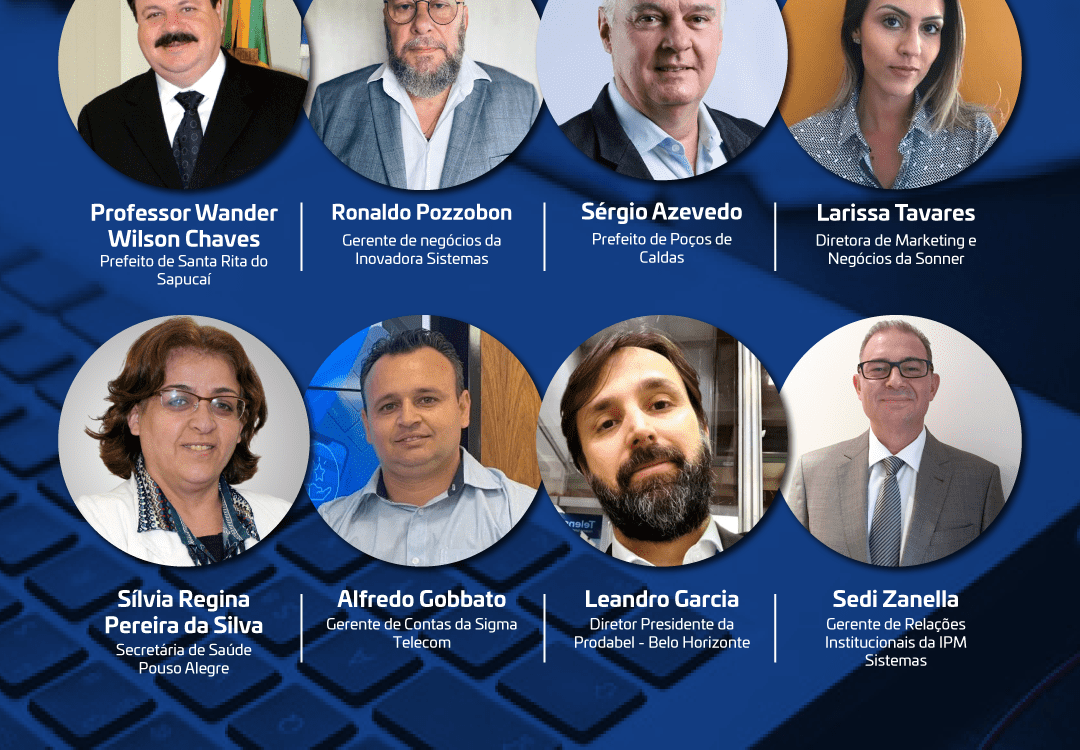 Professor Wander
Wilson Chaves
Prefeito de Santa Rita do
Sapucaí
Ronaldo Pozzobon
Gerente de negócios da
Inovadora Sistemas
Sérgio Azevedo
Prefeito de Poços de
Caldas
Larissa Tavares
Diretora de Marketing e
Negócios da Sonner
Sílvia Regina
Pereira da Silva
Secretária de Saúde
Pouso Alegre
Alfredo Gobbato
Gerente de Contas da Sigma
Telecom
Leandro Garcia
Diretor Presidente da
Prodabel - Belo Horizonte
Sedi Zanella
Gerente de Relações
Institucionais da IPM
Sistemas